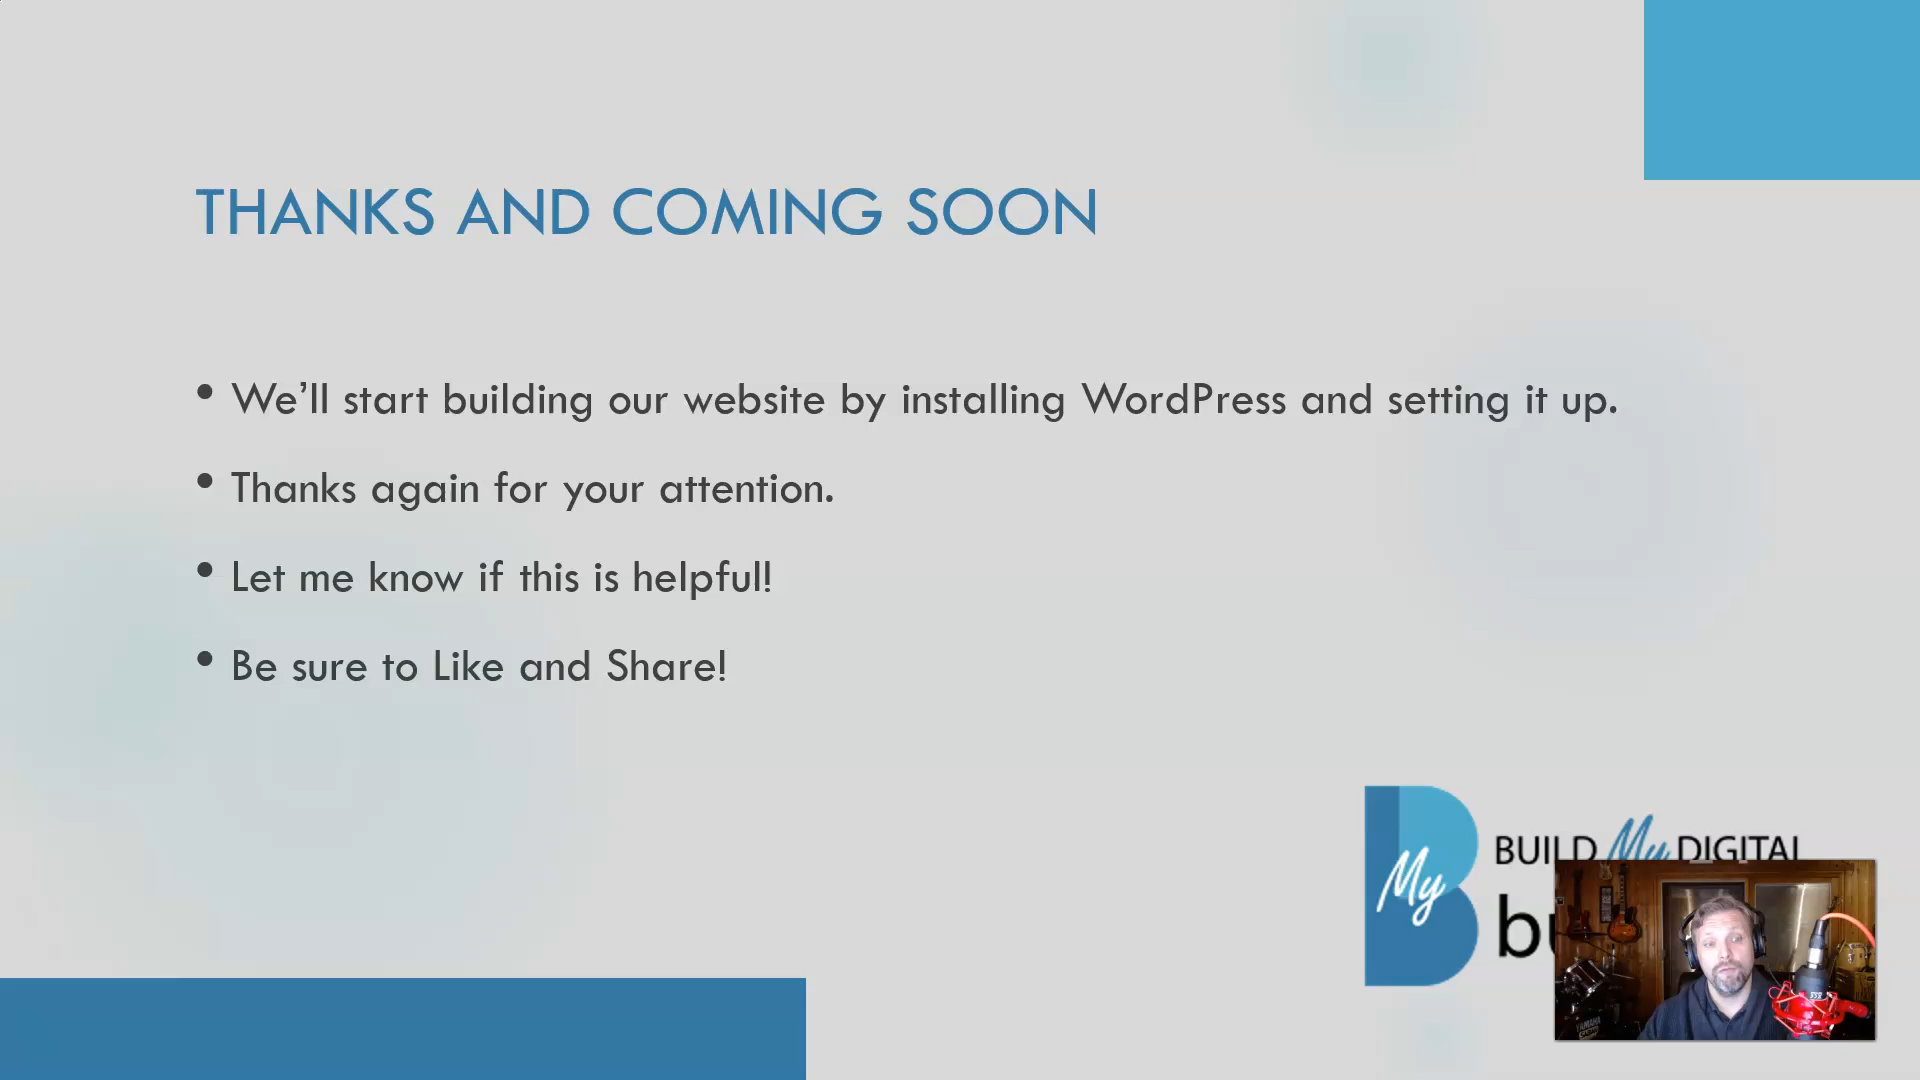 THANKS AND COMING SOON
• We’ll start building our website by installing WordPress and setting it up.
• Thanks again for your attention.
• Let me know if this is helpful!
• Be sure to Like and Share!
My
BUILD My DIGITAL
YAMAHA